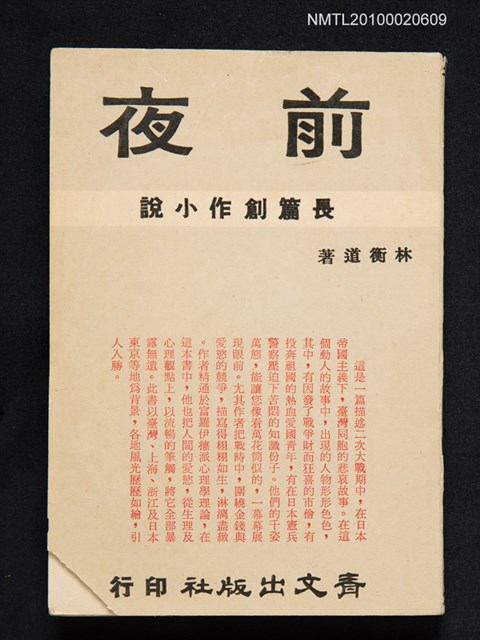 NMTL20100020609
前夜
長篇創作小說
林衡道著
這是一篇描述二次大戰期中，在日本
帝國主義下，臺灣同胞的悲哀故事。在這
個動人的故事中，出現的人物形形色色，
其中，有因發了戰爭財而狂喜的市儈，有
投奔祖國的熱血愛國青年，有在日本憲兵
警察壓迫下苦悶的知識份子。他們的千姿
萬態，能讓您像看萬花筒似的，一幕幕展
現眼前。尤其作者把戰時中，圍繞金錢與
愛慾的競爭，描寫得栩栩如生，淋漓盡緻
。作者精通於富羅伊德派心理學理論，在
這本書中，他也把人間的愛慾，從生理及
心理觀點上，以流暢的筆觸，將它全部暴
露無遺。此書以臺灣、上海、浙江及日本
東京等地爲背景，各地風光歷歷如繪，引
人入勝。
青文出版社印行